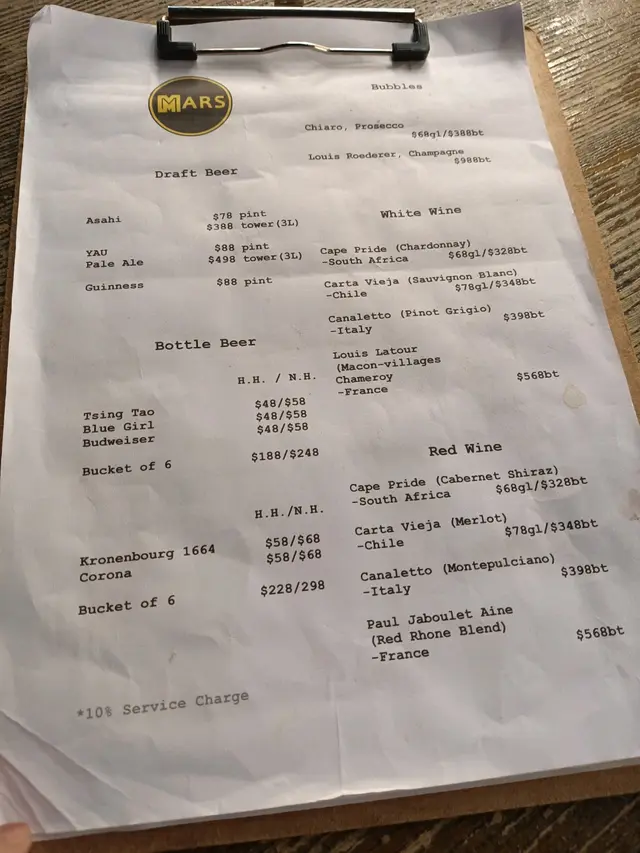 MARS
Draft Beer
Asahi $78 pint
$388 tower(3L)
YAU $88 pint
Pale Ale $498 tower(3L)
Guinness $88 pint
Bottle Beer
H.H. / N.H.
Tsing Tao $48/$58
Blue Girl $48/$58
Budweiser $48/$58
Bucket of 6 $188/$248
H.H./N.H.
Kronenbourg 1664 $58/$68
Corona $58/$68
Bucket of 6 $228/298
*10% Service Charge
Bubbles
Chiaro, Prosecco
$68gl/$388bt
Louis Roederer, Champagne
$988bt
White Wine
Cape Pride (Chardonnay)
-South Africa $68gl/$328bt
Carta Vieja (Sauvignon Blanc)
-Chile $78gl/$348bt
Canaletto (Pinot Grigio)
-Italy $398bt
Louis Latour
(Macon-villages
Chameroy $568bt
-France
Red Wine
Cape Pride (Cabernet Shiraz)
-South Africa $68gl/$328bt
Carta Vieja (Merlot)
-Chile $78gl/$348bt
Canaletto (Montepulciano)
-Italy $398bt
Paul Jaboulet Aine
(Red Rhone Blend)
-France $568bt